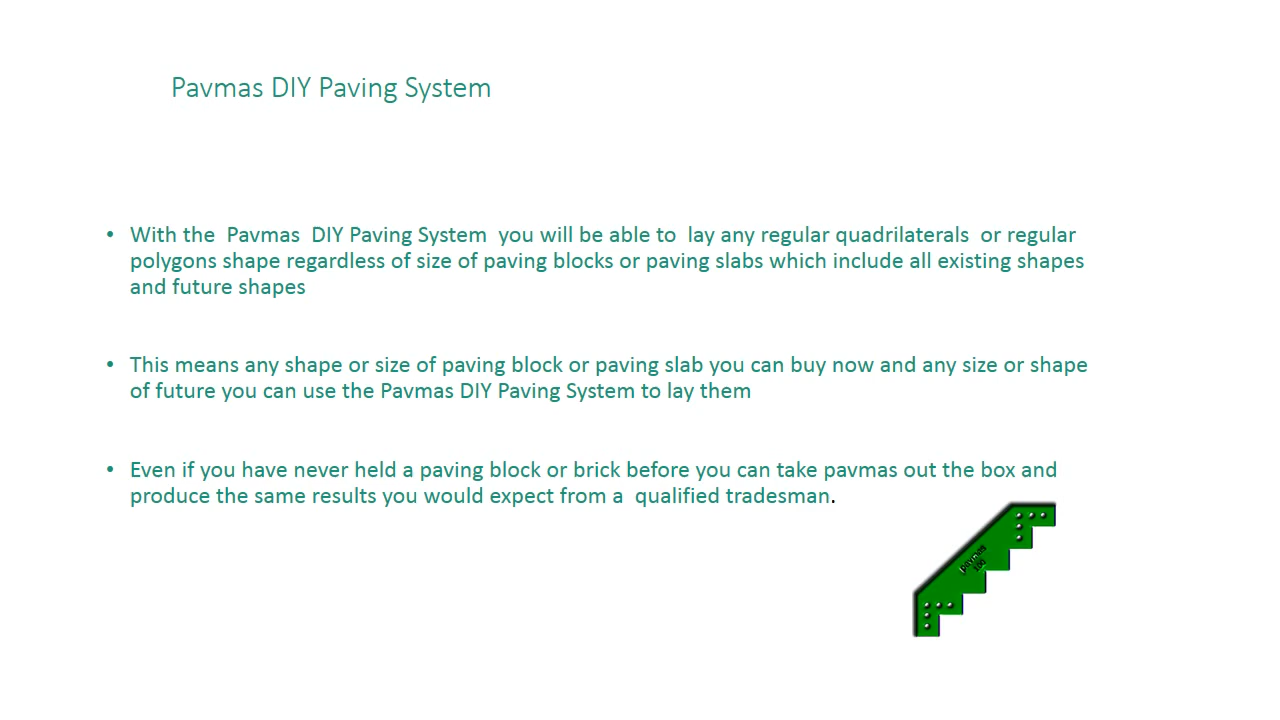 Pavmas DIY Paving System
• With the  Pavmas  DIY Paving System  you will be able to  lay any regular quadrilaterals  or regular
polygons shape regardless of size of paving blocks or paving slabs which include all existing shapes
and future shapes
• This means any shape or size of paving block or paving slab you can buy now and any size or shape
of future you can use the Pavmas DIY Paving System to lay them
• Even if you have never held a paving block or brick before you can take pavmas out the box and
produce the same results you would expect from a  qualified tradesman.
pavmas
100